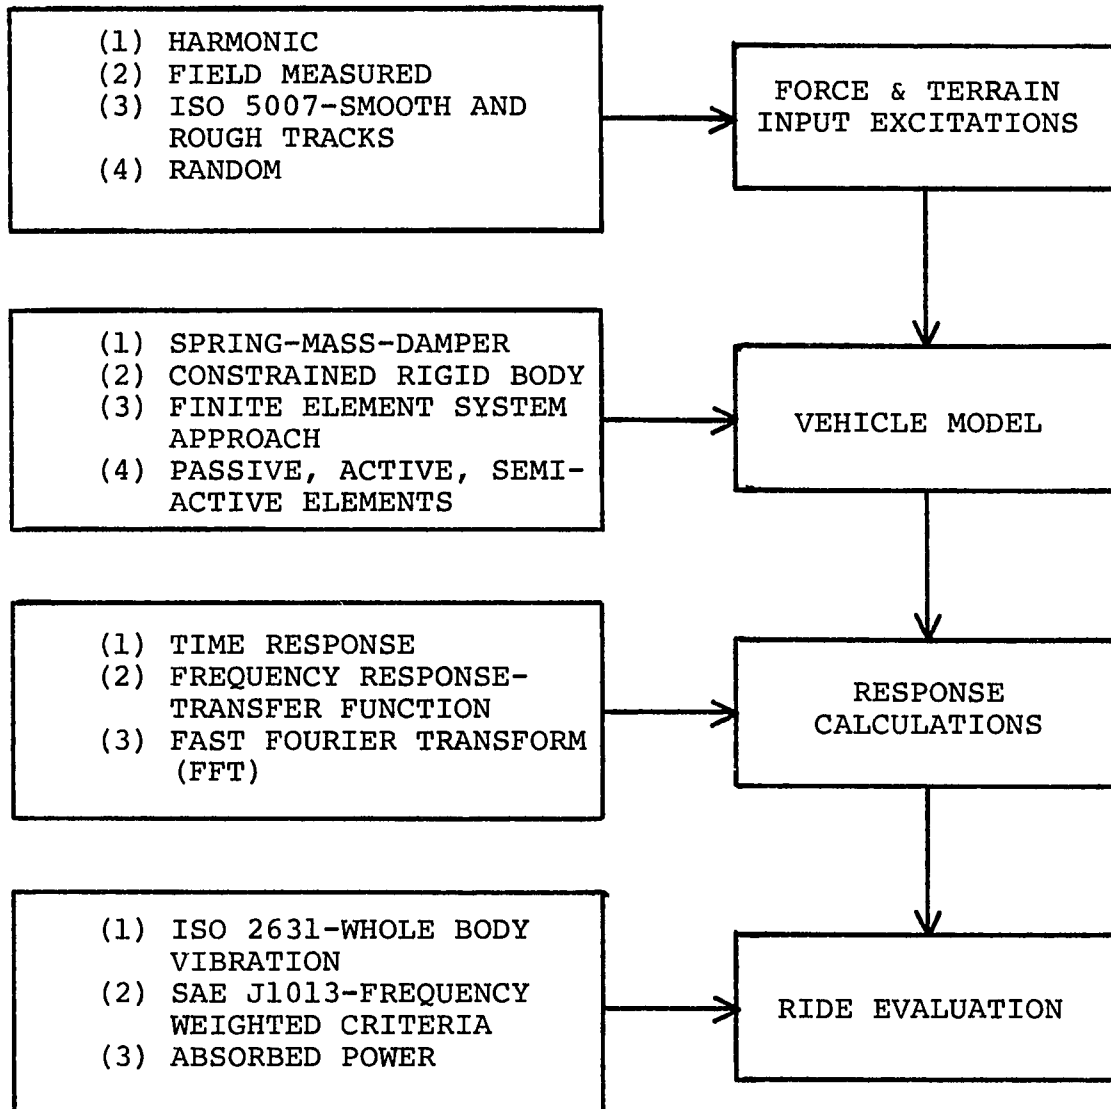 (1) HARMONIC
(2) FIELD MEASURED
(3) ISO 5007-SMOOTH AND
ROUGH TRACKS
(4) RANDOM
FORCE & TERRAIN
INPUT EXCITATIONS
(1) SPRING-MASS-DAMPER
(2) CONSTRAINED RIGID BODY
(3) FINITE ELEMENT SYSTEM
APPROACH
(4) PASSIVE, ACTIVE, SEMI-
ACTIVE ELEMENTS
VEHICLE MODEL
(1) TIME RESPONSE
(2) FREQUENCY RESPONSE-
TRANSFER FUNCTION
(3) FAST FOURIER TRANSFORM
(FFT)
RESPONSE
CALCULATIONS
(1) ISO 2631-WHOLE BODY
VIBRATION
(2) SAE J1013-FREQUENCY
WEIGHTED CRITERIA
(3) ABSORBED POWER
RIDE EVALUATION